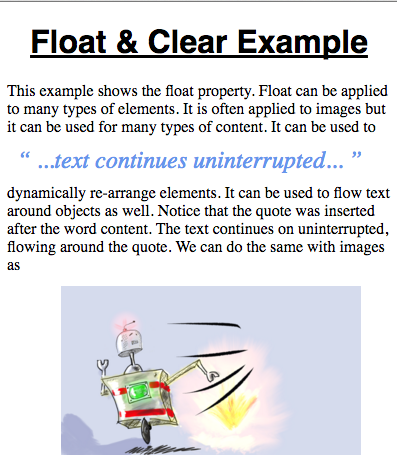 Float & Clear Example
This example shows the float property. Float can be applied
to many types of elements. It is often applied to images but
it can be used for many types of content. It can be used to
“ ...text continues uninterrupted... ”
dynamically re-arrange elements. It can be used to flow text
around objects as well. Notice that the quote was inserted
after the word content. The text continues on uninterrupted,
flowing around the quote. We can do the same with images
as